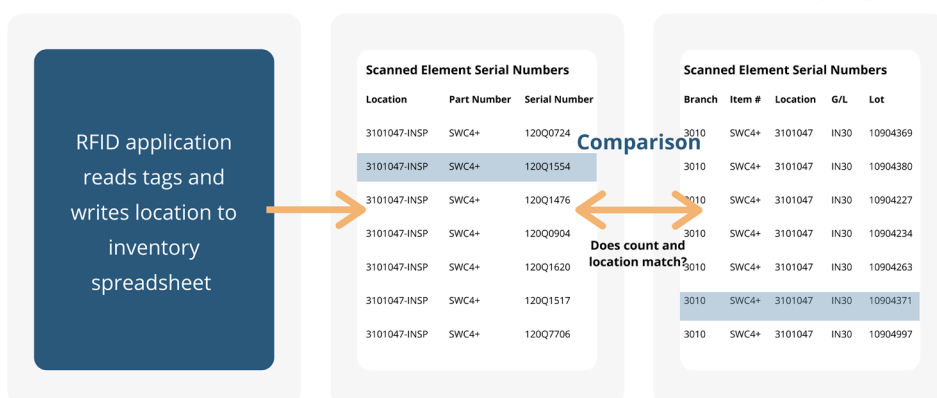 RFID application
reads tags and
writes location to
inventory
spreadsheet
Scanned Element Serial Numbers
Location Part Number Serial Number
3101047-INSP SWC4+ 120Q0724
3101047-INSP SWC4+ 120Q1554
3101047-INSP SWC4+ 120Q1476
3101047-INSP SWC4+ 120Q0904
3101047-INSP SWC4+ 120Q1620
3101047-INSP SWC4+ 120Q1517
3101047-INSP SWC4+ 120Q7706
Comparison
Does count and
location match?
Scanned Element Serial Numbers
Branch Item # Location G/L Lot
3010 SWC4+ 3101047 IN30 10904369
3010 SWC4+ 3101047 IN30 10904380
3010 SWC4+ 3101047 IN30 10904227
3010 SWC4+ 3101047 IN30 10904234
3010 SWC4+ 3101047 IN30 10904263
3010 SWC4+ 3101047 IN30 10904371
3010 SWC4+ 3101047 IN30 10904997